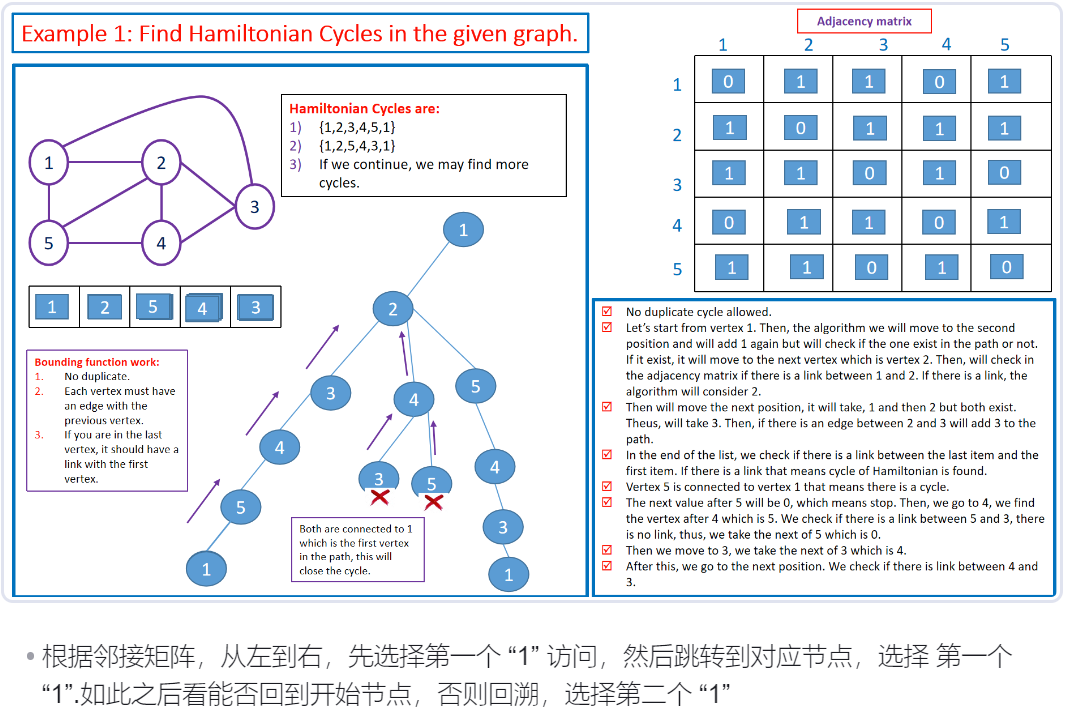 Example 1: Find Hamiltonian Cycles in the given graph.
Adjacency matrix
1 2 3 4 5
1 0 1 1 0 1
2 1 0 1 1 1
3 1 1 0 1 0
4 0 1 1 0 1
5 1 1 0 1 0
Hamiltonian Cycles are:
1) {1,2,3,4,5,1}
2) {1,2,5,4,3,1}
3) If we continue, we may find more
cycles.
1
2
3
5
4
1 2 5 4 3
Bounding function work:
1. No duplicate.
2. Each vertex must have
an edge with the
previous vertex.
3. If you are in the last
vertex, it should have a
link with the first
vertex.
1
2
3 4 5
4 3 5 4
5 3
1 1
Both are connected to 1
which is the first vertex
in the path, this will
close the cycle.
No duplicate cycle allowed.
Let’s start from vertex 1. Then, the algorithm we will move to the second
position and will add 1 again but will check if the one exist in the path or not.
If it exist, it will move to the next vertex which is vertex 2. Then, will check in
the adjacency matrix if there is a link between 1 and 2. If there is a link, the
algorithm will consider 2.
Then will move the next position, it will take, 1 and then 2 but both exist.
Theus, will take 3. Then, if there is an edge between 2 and 3 will add 3 to the
path.
In the end of the list, we check if there is a link between the last item and the
first item. If there is a link that means cycle of Hamiltonian is found.
Vertex 5 is connected to vertex 1 that means there is a cycle.
The next value after 5 will be 0, which means stop. Then, we go to 4, we find
the vertex after 4 which is 5. We check if there is a link between 5 and 3, there
is no link, thus, we take the next of 5 which is 0.
Then we move to 3, we take the next of 3 which is 4.
After this, we go to the next position. We check if there is link between 4 and
3.
• 根据邻接矩阵，从左到右，先选择第一个 “1” 访问，然后跳转到对应节点，选择 第一个
“1”.如此之后看能否回到开始节点，否则回溯，选择第二个 “1”